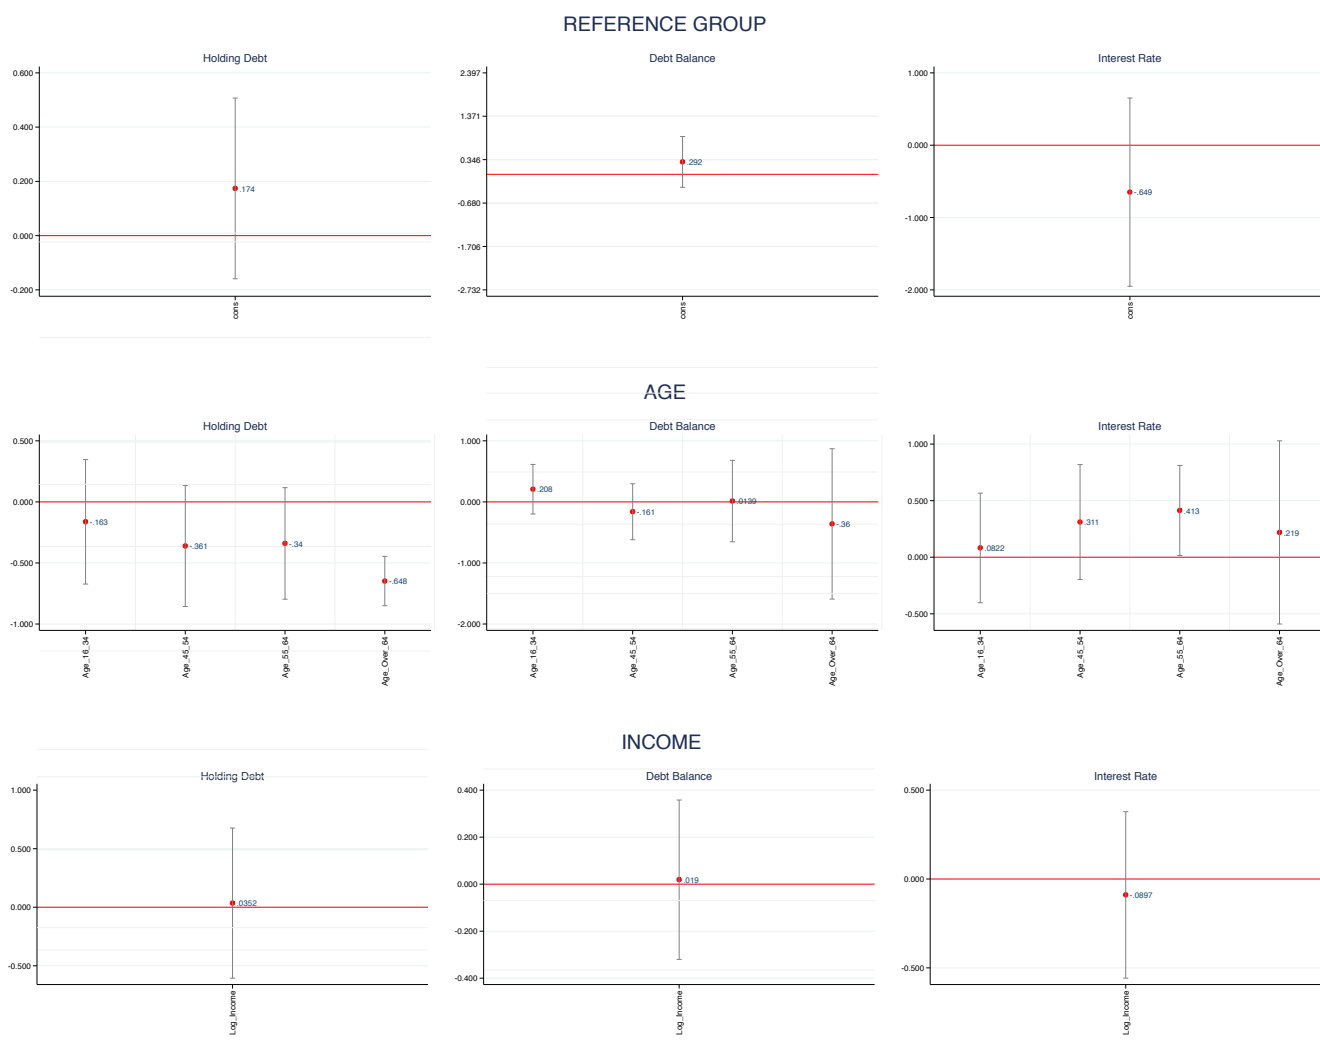 REFERENCE GROUP
Holding Debt
0.600
0.400
0.200
0.000
-0.200
.174
cons
Debt Balance
2.397
1.371
0.346
-0.680
-1.706
-2.732
.292
cons
Interest Rate
1.000
0.000
-1.000
-2.000
-.649
cons
AGE
Holding Debt
0.500
0.000
-0.500
-1.000
-.163
-.361
-.34
-.648
Age_16_34
Age_45_54
Age_55_64
Age_Over_64
Debt Balance
1.000
0.000
-1.000
-2.000
.208
-.161
.0139
-.36
Age_16_34
Age_45_54
Age_55_64
Age_Over_64
Interest Rate
1.000
0.500
0.000
-0.500
.0822
.311
.413
.219
Age_16_34
Age_45_54
Age_55_64
Age_Over_64
INCOME
Holding Debt
1.000
0.500
0.000
-0.500
.0352
Log_Income
Debt Balance
0.400
0.200
0.000
-0.200
-0.400
.019
Log_Income
Interest Rate
0.500
0.000
-0.500
-.0897
Log_Income